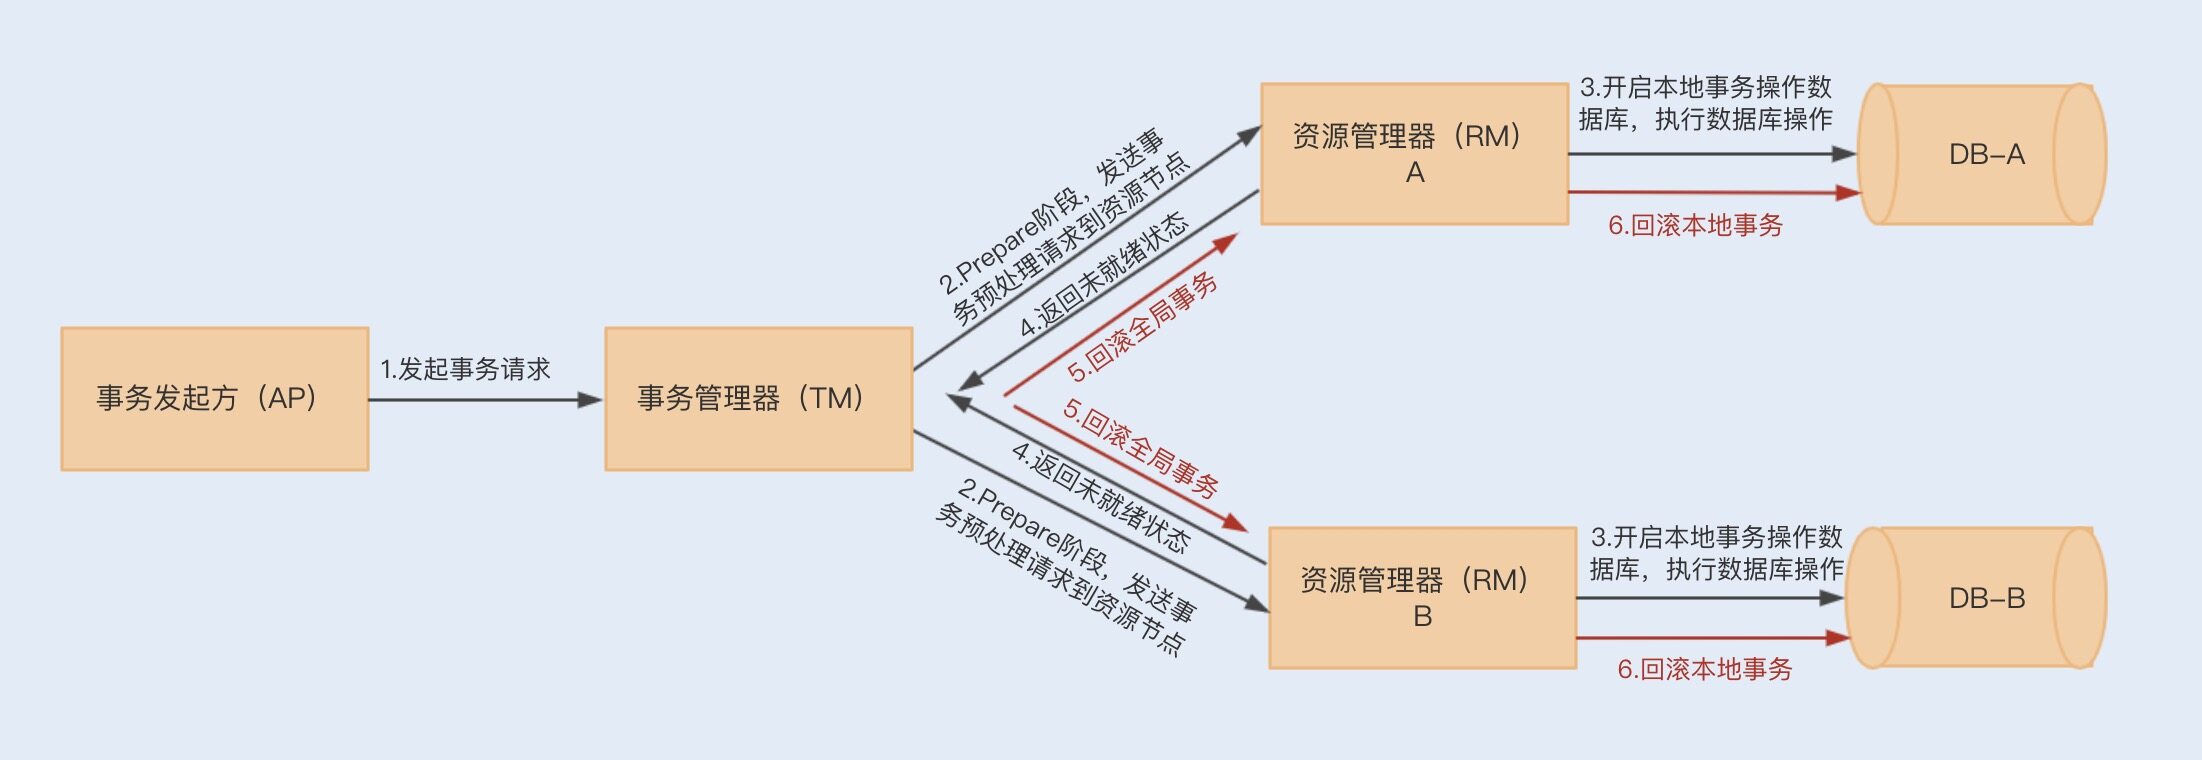 事务发起方（AP）
1.发起事务请求
事务管理器（TM）
2.Prepare阶段，发送事
务预处理请求到资源节点
4.返回未就绪状态
5.回滚全局事务
5.回滚全局事务
4.返回未就绪状态
2.Prepare阶段，发送事
务预处理请求到资源节点
资源管理器（RM）
A
3.开启本地事务操作数
据库，执行数据库操作
6.回滚本地事务
DB-A
资源管理器（RM）
B
3.开启本地事务操作数
据库，执行数据库操作
6.回滚本地事务
DB-B